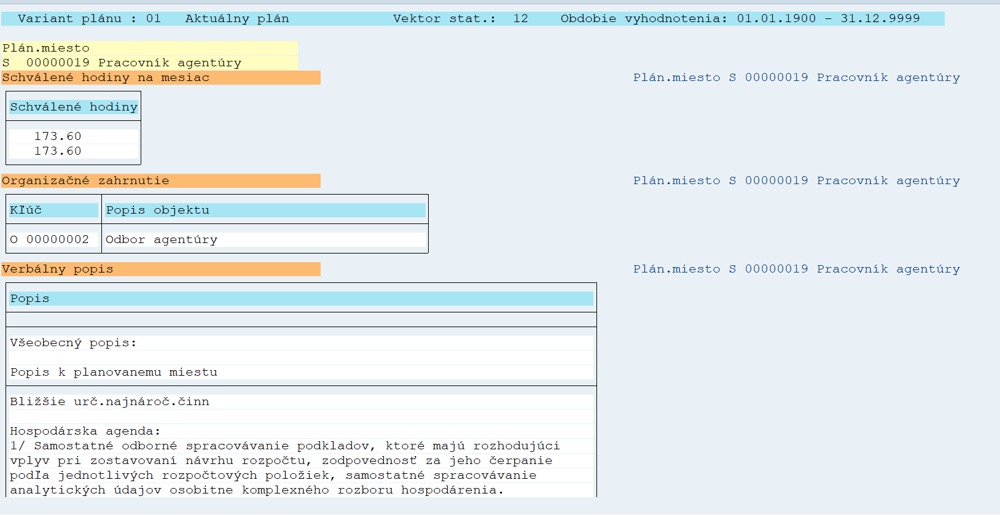 Variant plánu : 01 Aktuálny plán Vektor stat.: 12 Obdobie vyhodnotenia: 01.01.1900 - 31.12.9999
Plán.miesto
S 00000019 Pracovník agentúry
Schválené hodiny na mesiac Plán.miesto S 00000019 Pracovník agentúry
Schválené hodiny
173.60
173.60
Organizačné zahrnutie Plán.miesto S 00000019 Pracovník agentúry
Kľúč Popis objektu
O 00000002 Odbor agentúry
Verbálny popis Plán.miesto S 00000019 Pracovník agentúry
Popis
Všeobecný popis:
Popis k planovanemu miestu
Bližšie urč.najnároč.činn
Hospodárska agenda:
1/ Samostatné odborné spracovávanie podkladov, ktoré majú rozhodujúci
vplyv pri zostavovaní návrhu rozpočtu, zodpovednosť za jeho čerpanie
podľa jednotlivých rozpočtových položiek, samostatné spracovávanie
analytických údajov osobitne komplexného rozboru hospodárenia.